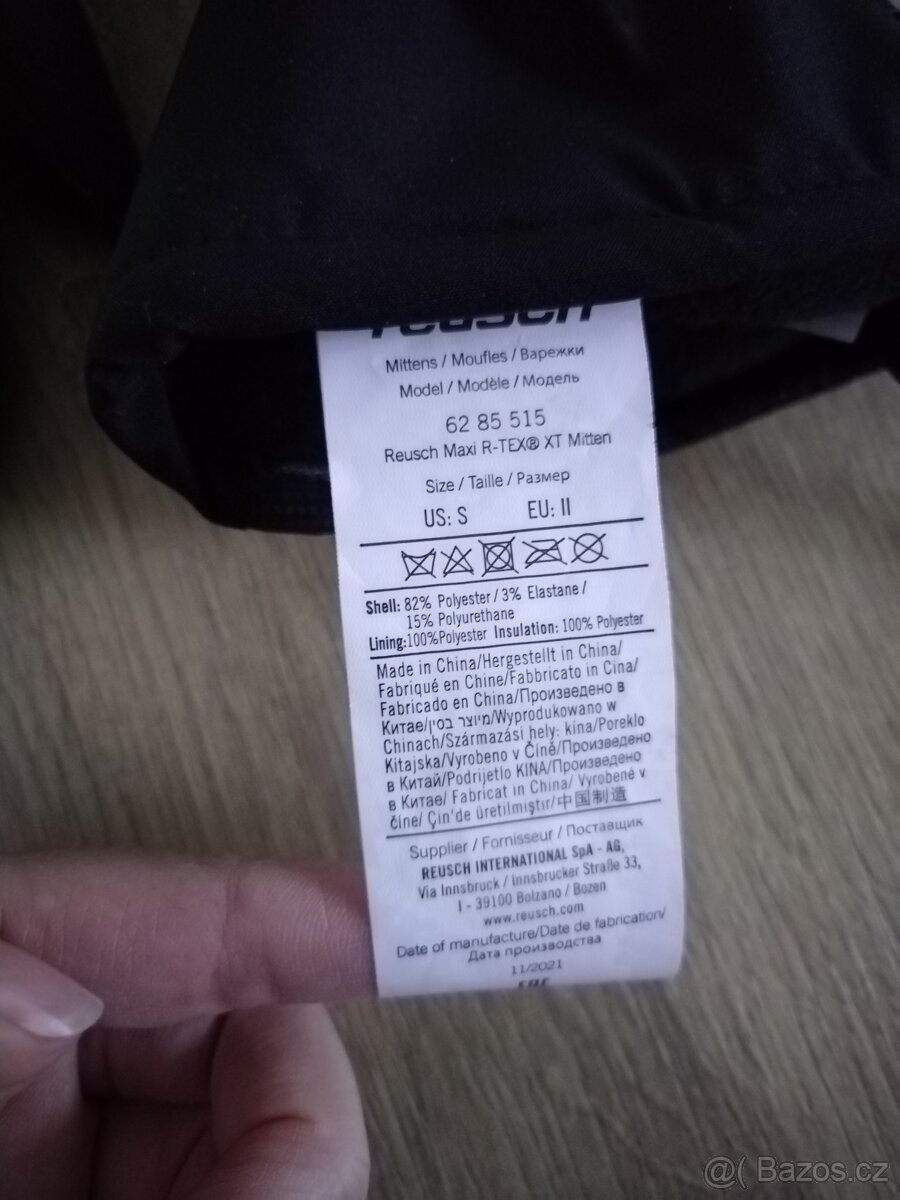 reusch
Mittens / Moufles / Варежки
Model / Modèle / Модель
62 85 515
Reusch Maxi R-TEX® XT Mitten
Size / Taille / Размер
US: S EU: II
Shell: 82% Polyester / 3% Elastane /
15% Polyurethane
Lining:100%Polyester Insulation: 100% Polyester
Made in China/Hergestellt in China/
Fabriqué en Chine/Fabbricato in Cina/
Fabricado en China/Произведено в
Китае/מיוצר בסין/Wyprodukowano w
Chinach/Származási hely: kína/Poreklo
Kitajska/Vyrobeno v Číně/Произведено
в Китай/Podrijetlo KINA/Произведено
в Китае/ Fabricat in China/ Vyrobené v
číne/ Çin'de üretilmiştir/中国制造
Supplier / Fornisseur / Поставщик
REUSCH INTERNATIONAL SpA - AG,
Via Innsbruck / Innsbrucker Straße 33,
I - 39100 Bolzano / Bozen
www.reusch.com
Date of manufacture/Date de fabrication/
Дата производства
11/2021
@( Bazos.cz